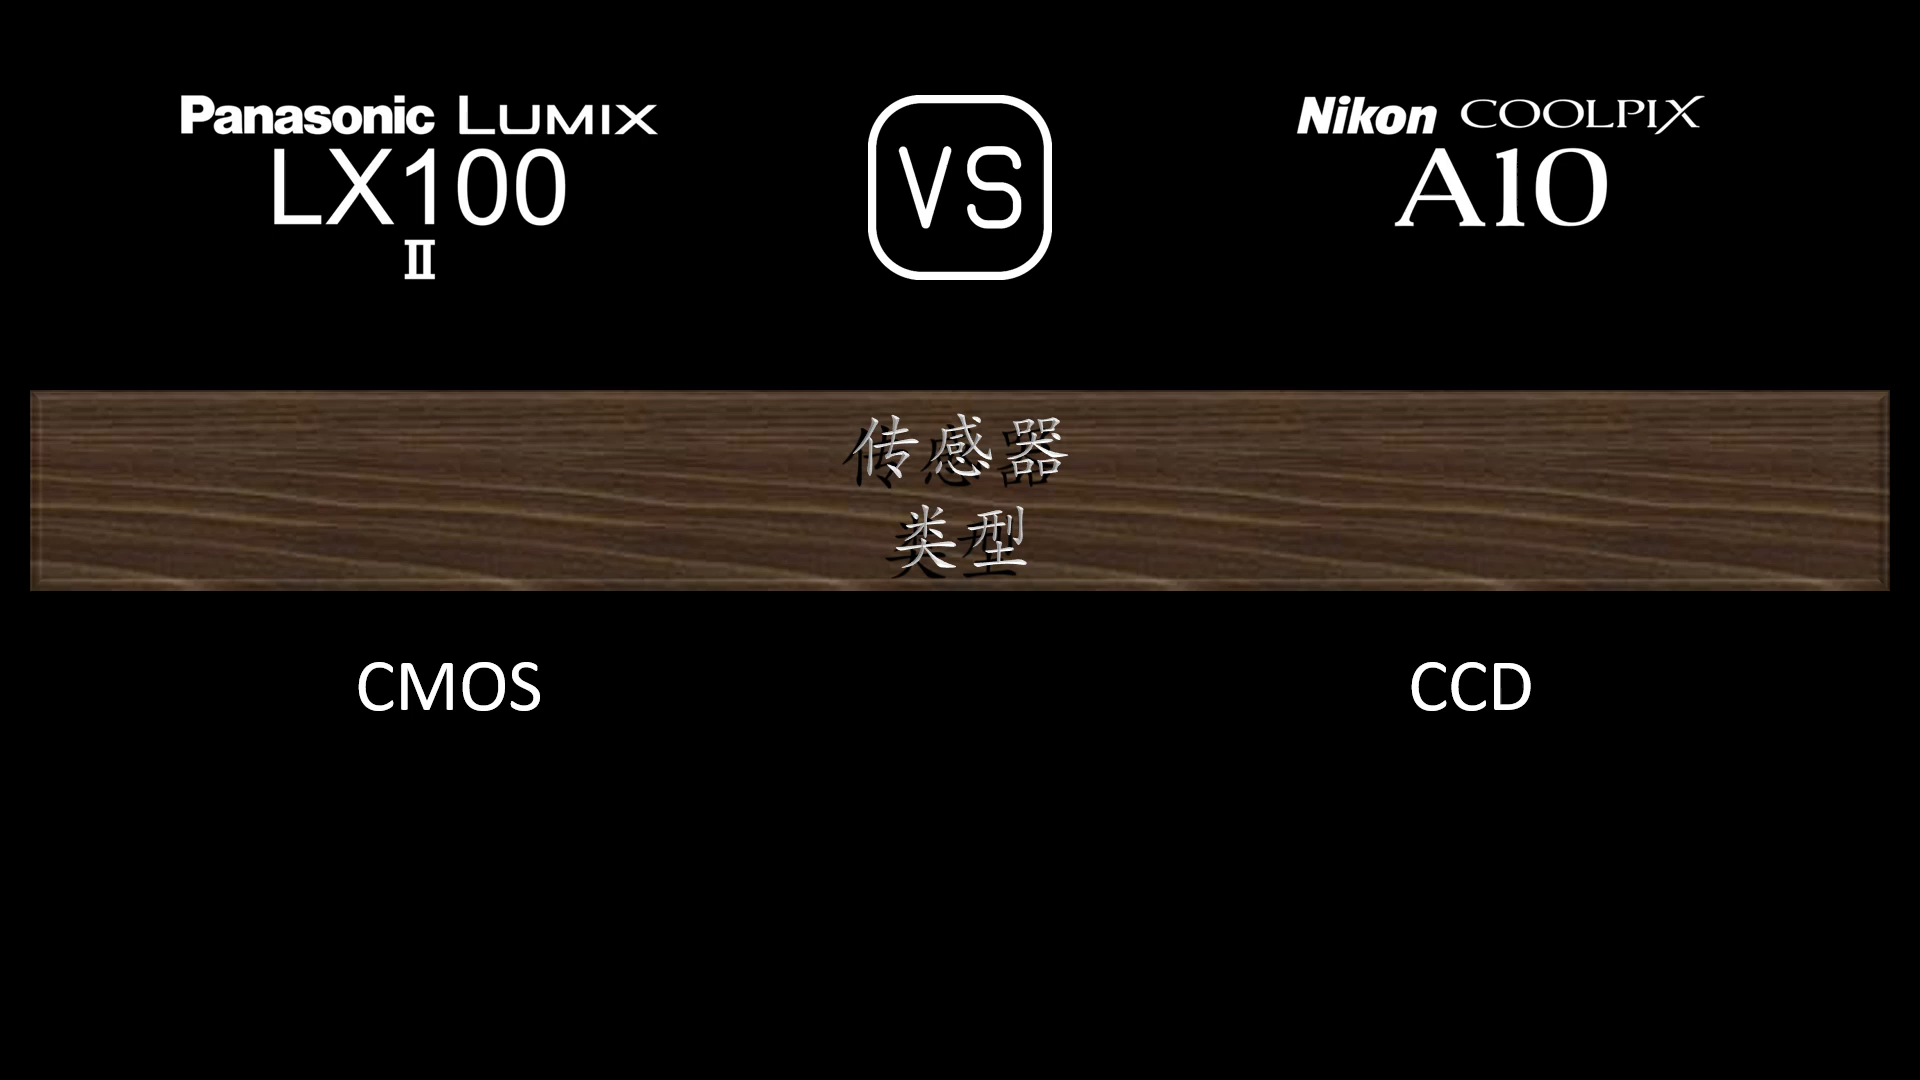 Panasonic LUMIX
LX100
II
VS
Nikon COOLPIX
A10
传感器
类型
CMOS
CCD